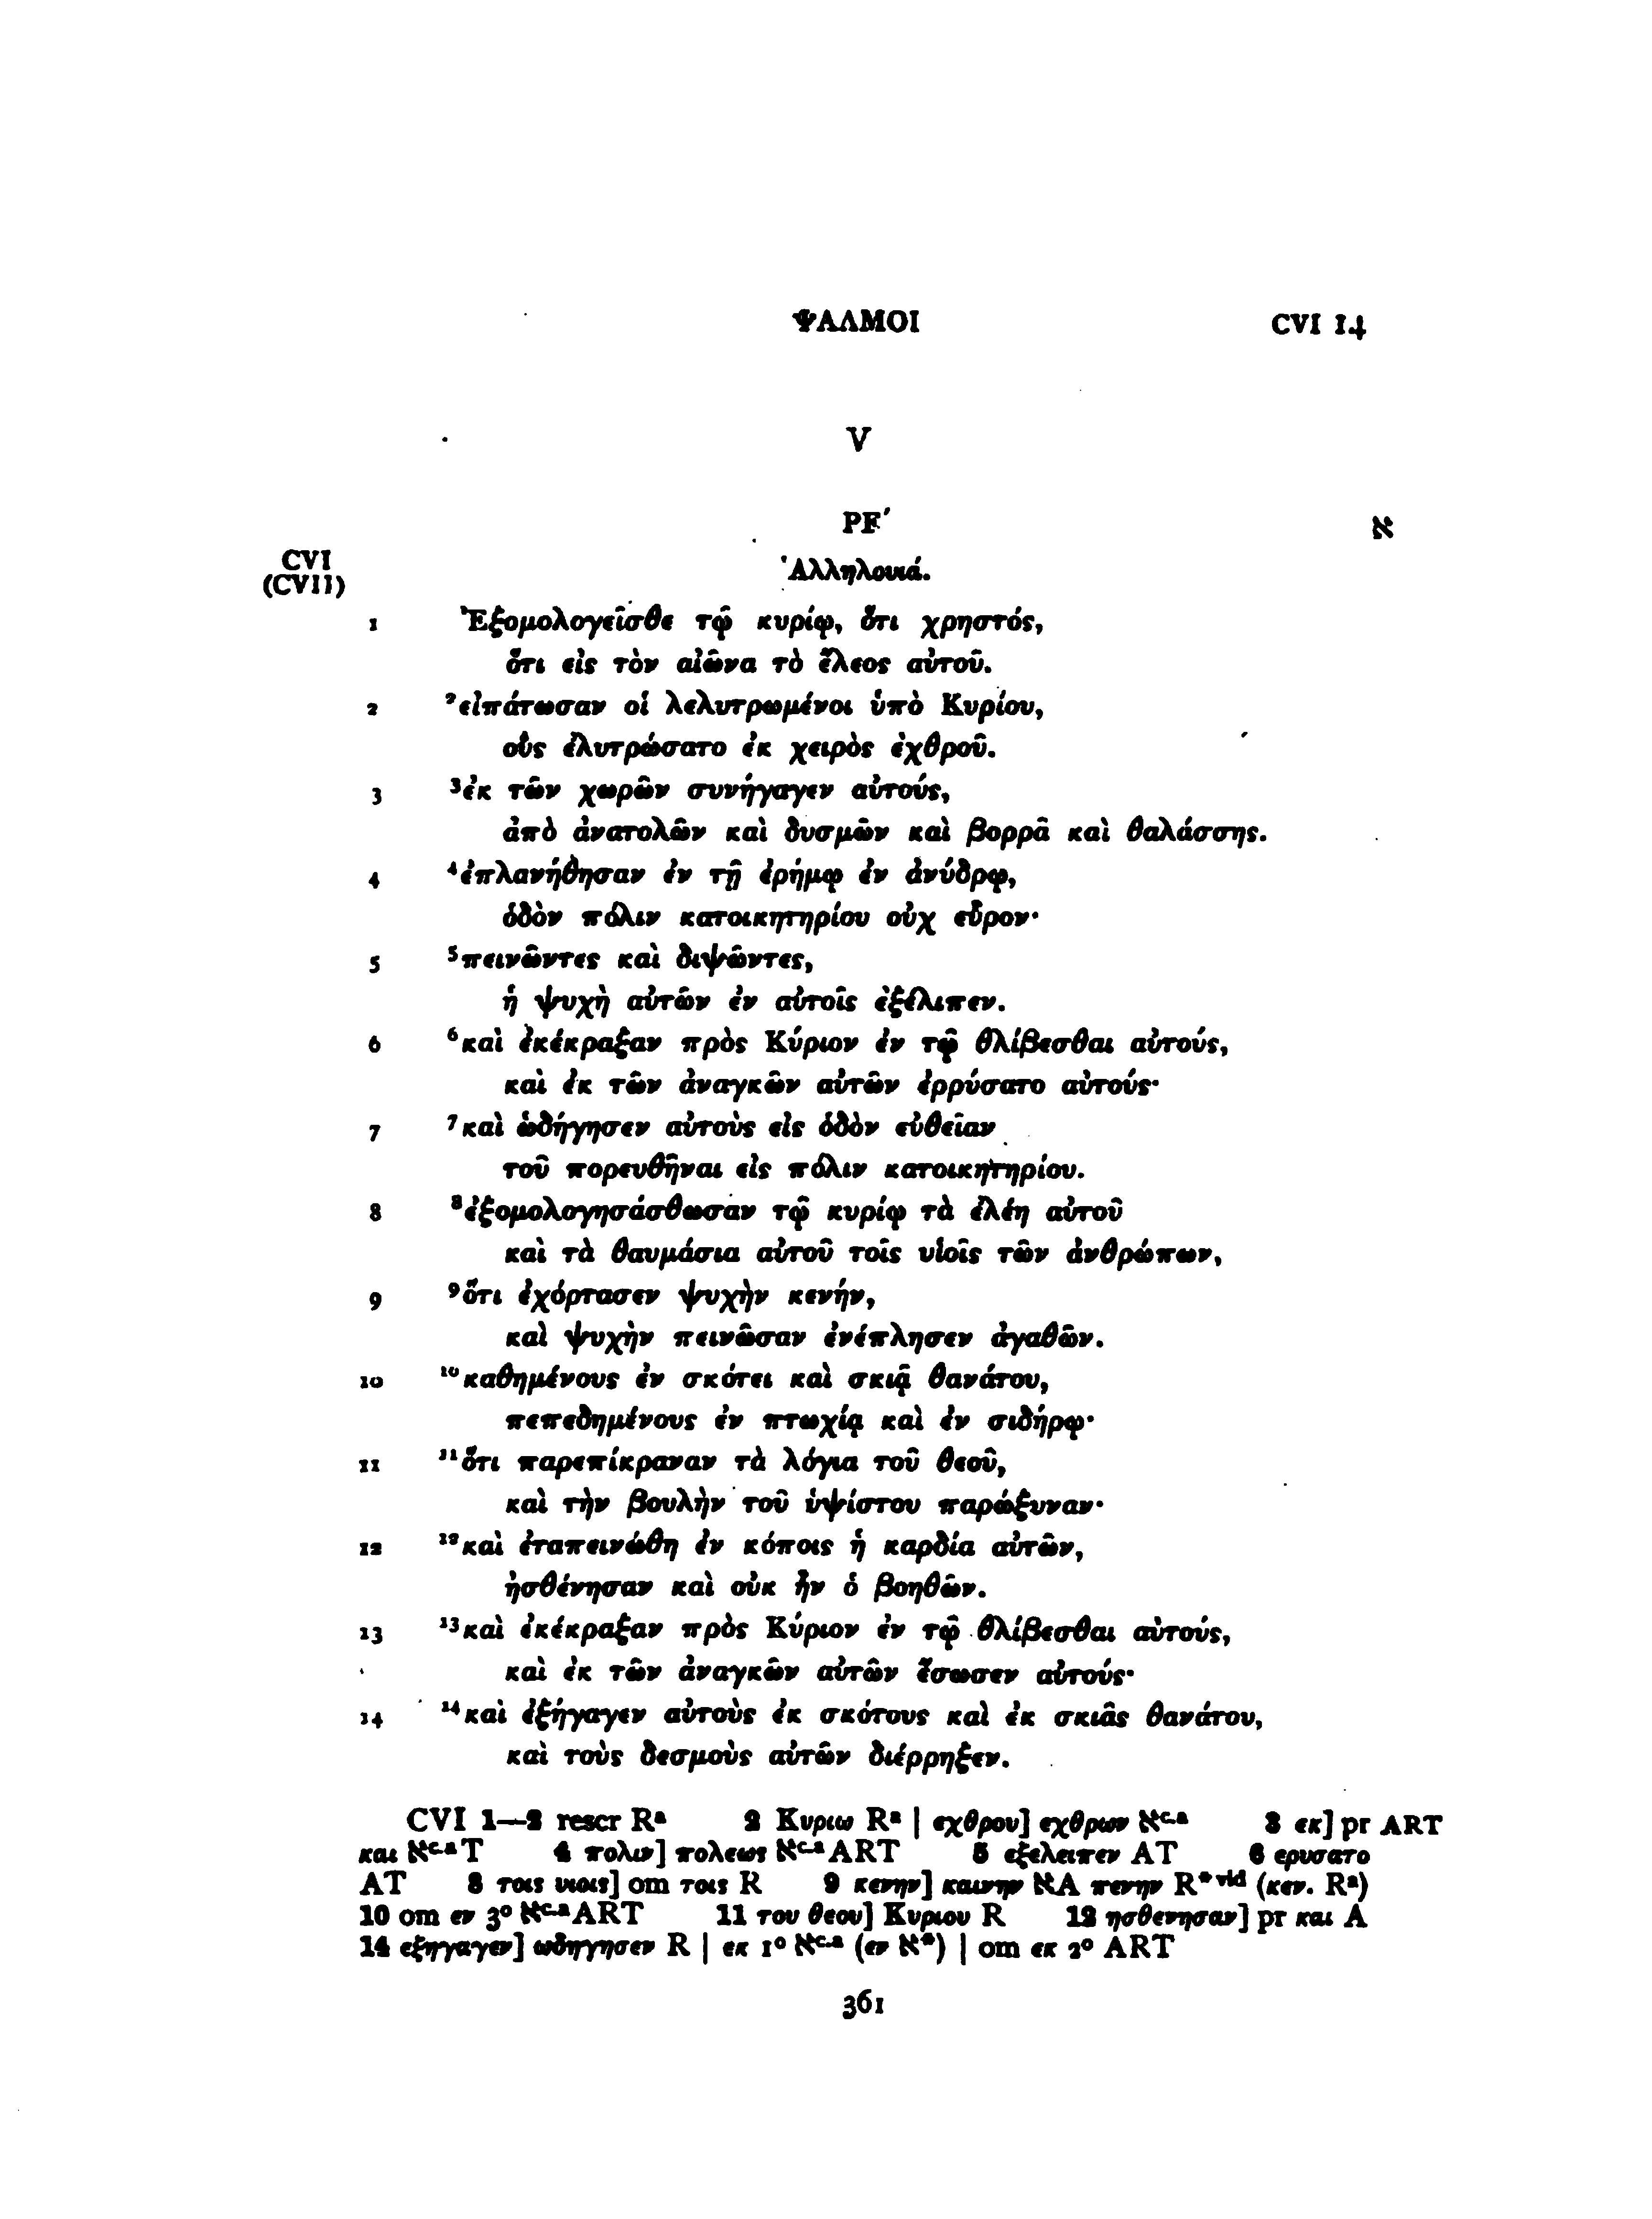 ΨΑΛΜΟΙ CVI 14
V
ΡϜ´ א
CVI
(CVII)
Ἁλληλουιά.
1 Ἐξομολογεῖσθε τῷ κυρίῳ, ὅτι χρηστός,
ὅτι εἰς τὸν αἰῶνα τὸ ἔλεος αὐτοῦ.
2 ²εἰπάτωσαν οἱ λελυτρωμένοι ὑπὸ Κυρίου,
οὓς ἐλυτρώσατο ἐκ χειρὸς ἐχθροῦ.
3 ³ἐκ τῶν χωρῶν συνήγαγεν αὐτούς,
ἀπὸ ἀνατολῶν καὶ δυσμῶν καὶ βορρᾶ καὶ θαλάσσης.
4 ⁴ἐπλανήθησαν ἐν τῇ ἐρήμῳ ἐν ἀνύδρῳ,
ὁδὸν πόλιν κατοικητηρίου οὐχ εὗρον·
5 ⁵πεινῶντες καὶ διψῶντες,
ἡ ψυχὴ αὐτῶν ἐν αὐτοῖς ἐξέλιπεν.
6 ⁶καὶ ἐκέκραξαν πρὸς Κύριον ἐν τῷ θλίβεσθαι αὐτούς,
καὶ ἐκ τῶν ἀναγκῶν αὐτῶν ἐρρύσατο αὐτούς·
7 ⁷καὶ ὡδήγησεν αὐτοὺς εἰς ὁδὸν εὐθεῖαν
τοῦ πορευθῆναι εἰς πόλιν κατοικητηρίου.
8 ⁸ἐξομολογησάσθωσαν τῷ κυρίῳ τὰ ἐλέη αὐτοῦ
καὶ τὰ θαυμάσια αὐτοῦ τοῖς υἱοῖς τῶν ἀνθρώπων,
9 ⁹ὅτι ἐχόρτασεν ψυχὴν κενήν,
καὶ ψυχὴν πεινῶσαν ἐνέπλησεν ἀγαθῶν.
10 ¹⁰καθημένους ἐν σκότει καὶ σκιᾷ θανάτου,
πεπεδημένους ἐν πτωχίᾳ καὶ ἐν σιδήρῳ·
11 ¹¹ὅτι παρεπίκραναν τὰ λόγια τοῦ θεοῦ,
καὶ τὴν βουλὴν τοῦ ὑψίστου παρώξυναν·
12 ¹²καὶ ἐταπεινώθη ἐν κόποις ἡ καρδία αὐτῶν,
ἠσθένησαν καὶ οὐκ ἦν ὁ βοηθῶν.
13 ¹³καὶ ἐκέκραξαν πρὸς Κύριον ἐν τῷ θλίβεσθαι αὐτούς,
καὶ ἐκ τῶν ἀναγκῶν αὐτῶν ἔσωσεν αὐτούς·
14 ¹⁴καὶ ἐξήγαγεν αὐτοὺς ἐκ σκότους καὶ ἐκ σκιᾶς θανάτου,
καὶ τοὺς δεσμοὺς αὐτῶν διέρρηξεν.
CVI 1—2 rescr Rᵃ 2 Κυριω Rᵃ | εχθρου] εχθρων אᶜ·ᵃ 3 εκ] pr ART
και אᶜ·ᵃT 4 πολιν] πολεως אᶜ·ᵃART 5 εξελειπεν AT 6 ερυσατο
AT 8 τοις υιοις] om τοις R 9 κενην] καινην אA πενην R*ᵛⁱᵈ (κεν. Rᵃ)
10 om εν 3° אᶜ·ᵃART 11 του θεου] Κυριου R 12 ησθενησαν] pr και A
14 εξηγαγεν] ωδηγησεν R | εκ 1° אᶜ·ᵃ (εν א*) | om εκ 2° ART
361